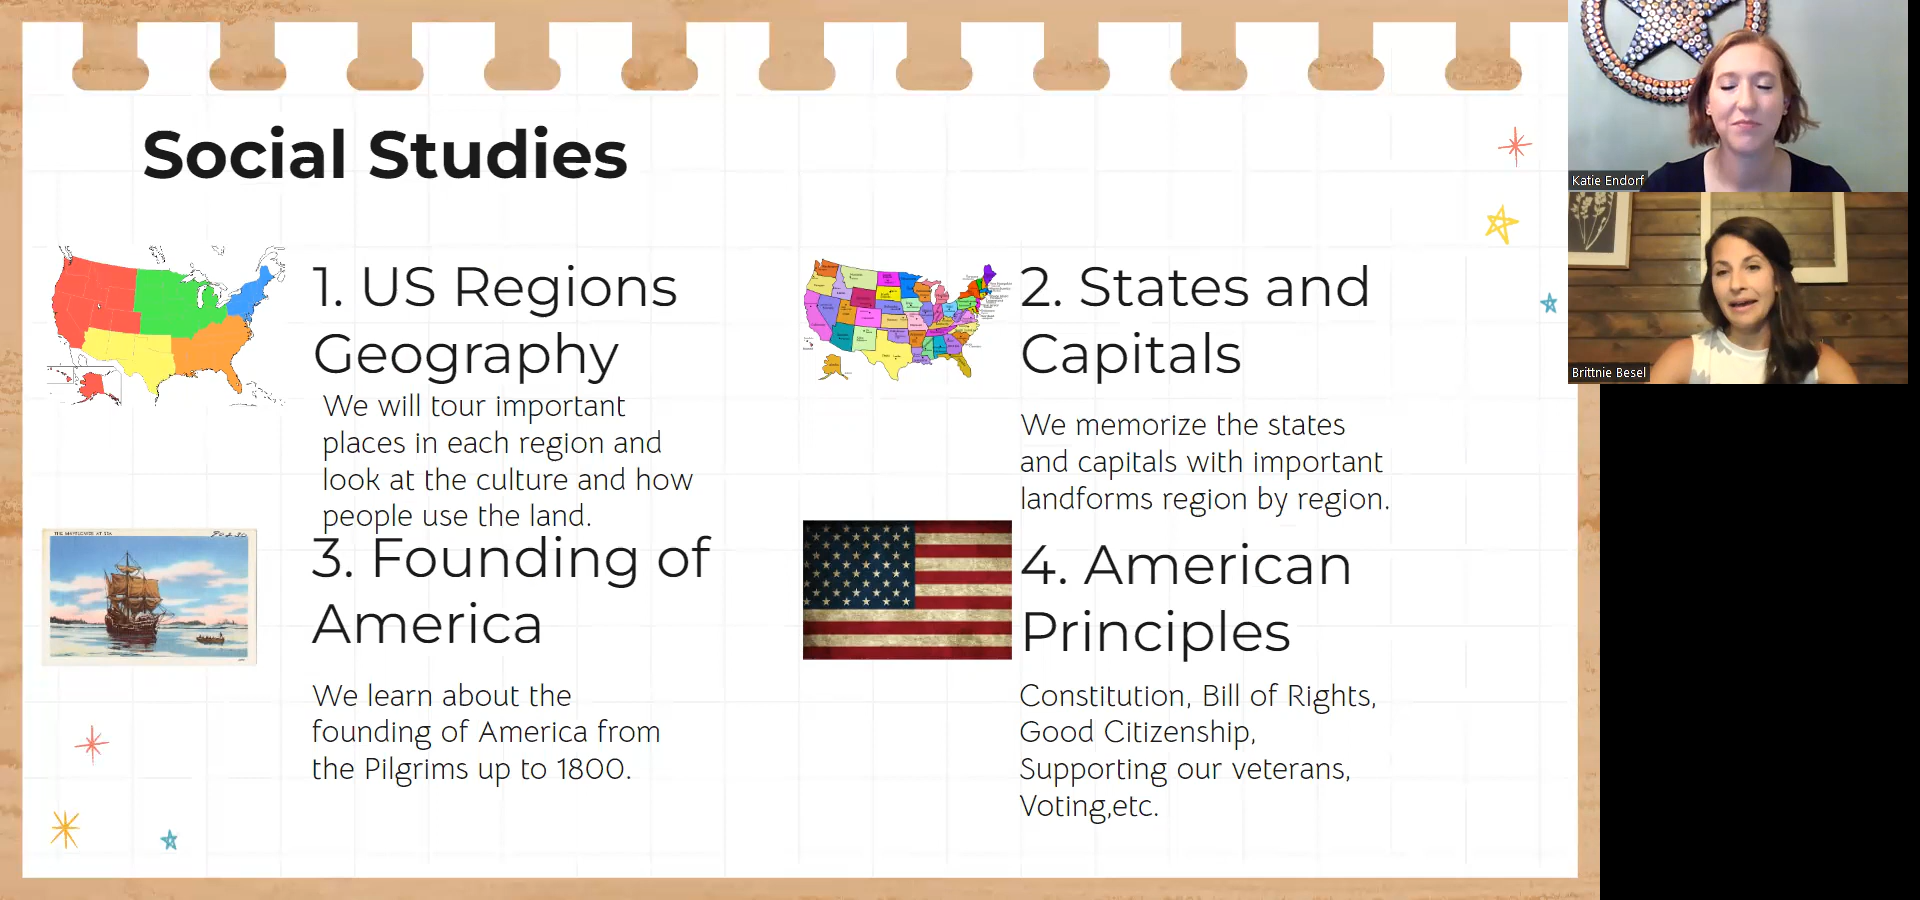 Social Studies
1. US Regions
Geography
We will tour important
places in each region and
look at the culture and how
people use the land.
2. States and
Capitals
We memorize the states
and capitals with important
landforms region by region.
3. Founding of
America
We learn about the
founding of America from
the Pilgrims up to 1800.
4. American
Principles
Constitution, Bill of Rights,
Good Citizenship,
Supporting our veterans,
Voting,etc.
THE MAYFLOWER AT SEA
Katie Endorf
Brittnie Besel